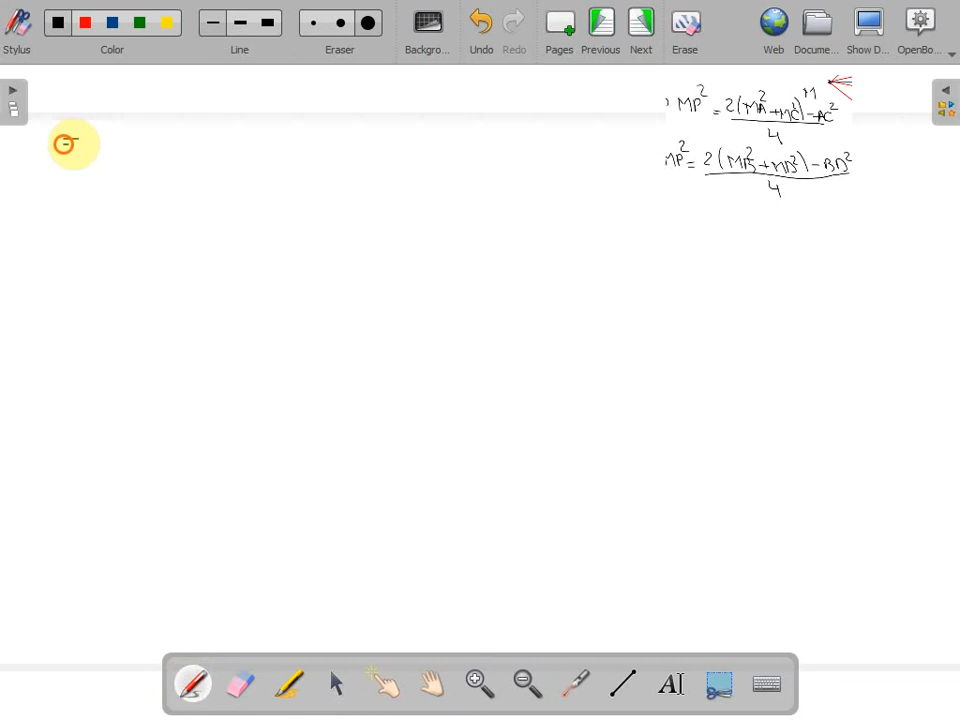 Stylus
Color
Line
Eraser
Backgro...
Undo
Redo
Pages
Previous
Next
Erase
Web
Docume...
Show D...
OpenBo...
M
MP² = 2(MA²+MC²)-AC²
4
MP² = 2(MB²+MD²)-BD²
4
A